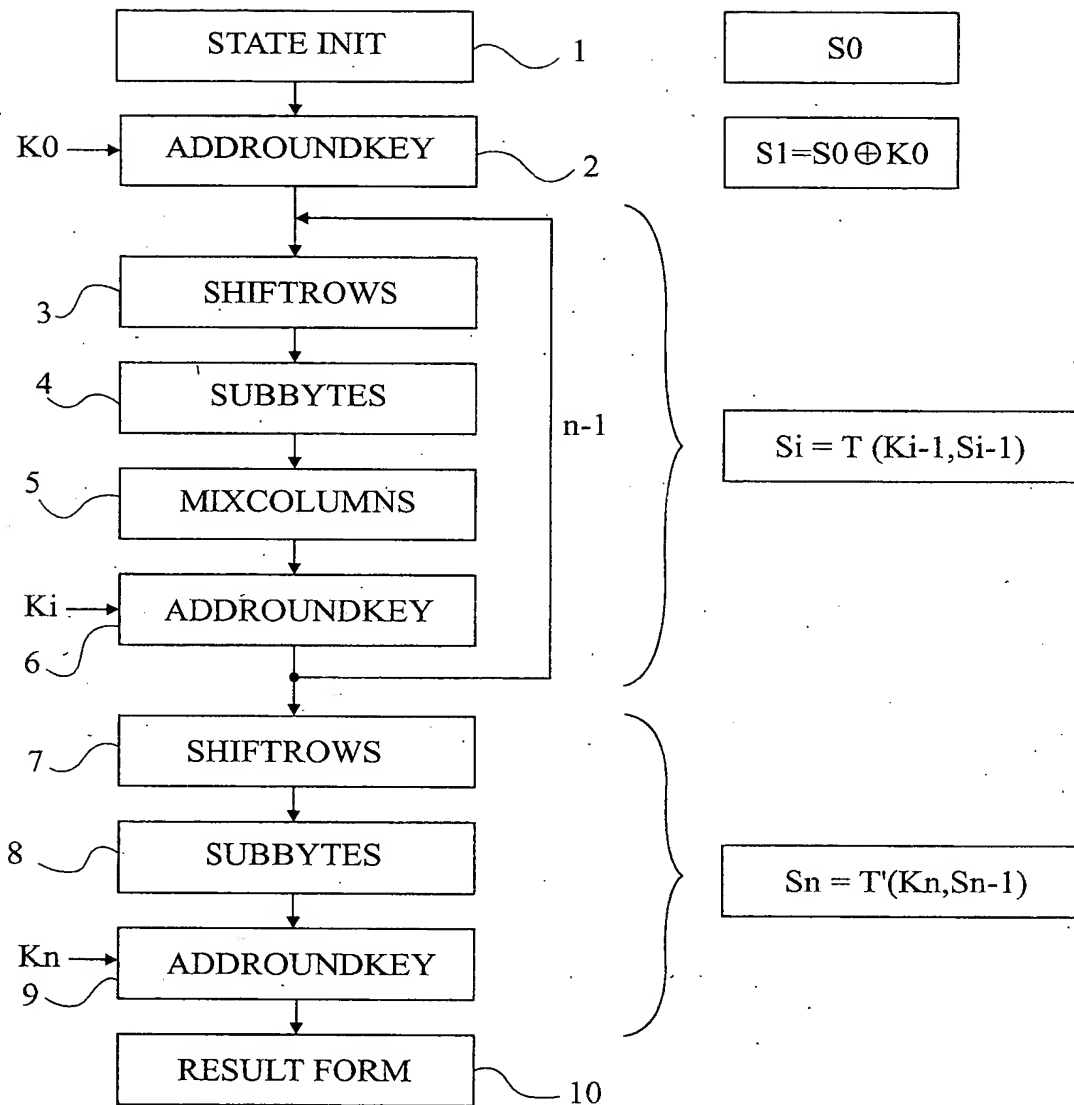 STATE INIT
1
S0
K0
ADDROUNDKEY
2
S1=S0⊕K0
3
SHIFTROWS
4
SUBBYTES
n-1
Si = T (Ki-1,Si-1)
5
MIXCOLUMNS
Ki
ADDROUNDKEY
6
7
SHIFTROWS
8
SUBBYTES
Sn = T'(Kn,Sn-1)
Kn
ADDROUNDKEY
9
RESULT FORM
10